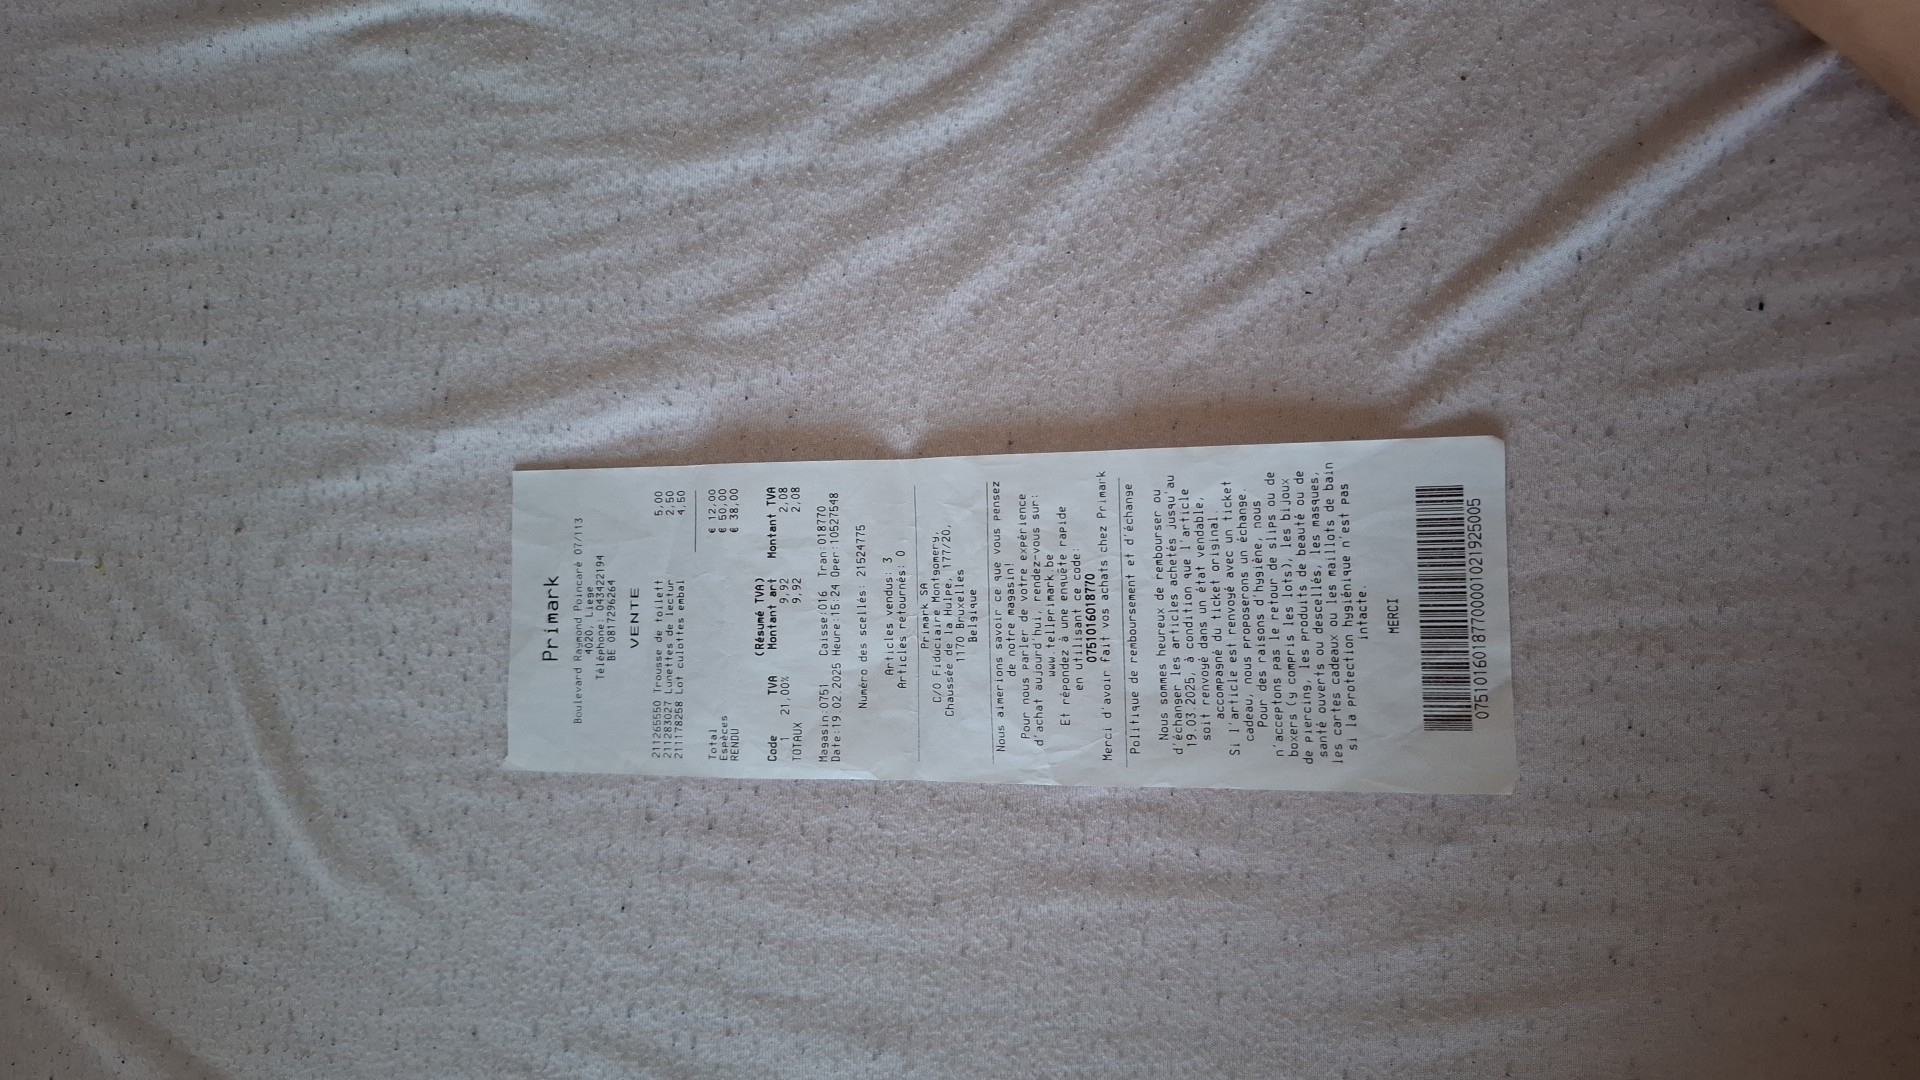 Primark
Boulevard Raymond Poincaré 07/13
4020, Liege
Téléphone: 043422194
BE 0817296264
VENTE
211265550 Trousse de toilett 5,00
211283027 Lunettes de lectur 2,50
211178258 Lot culottes embal 4,50
Total € 12,00
Espèces € 50,00
RENDU € 38,00
(Résumé TVA)
Code TVA Montant art Montant TVA
1 21,00% 9,92 2,08
TOTAUX 9,92 2,08
Magasin:0751 Caisse:016 Tran:018770
Date:19.02.2025 Heure:15:24 Oper:10527548
Numéro des scellés: 21524775
Articles vendus: 3
Articles retournés: 0
Primark SA
C/O Fiduciaire Montgomery,
Chaussée de la Hulpe, 177/20,
1170 Bruxelles
Belgique
Nous aimerions savoir ce que vous pensez
de notre magasin!
Pour nous parler de votre expérience
d'achat aujourd'hui, rendez-vous sur:
www.tellprimark.be
Et répondez à une enquête rapide
en utilisant ce code:
075101601877​0
Merci d'avoir fait vos achats chez Primark
Politique de remboursement et d'échange
Nous sommes heureux de rembourser ou
d'échanger les articles achetés jusqu'au
19.03.2025, à condition que l'article
soit renvoyé dans un état vendable,
accompagné du ticket original.
Si l'article est renvoyé avec un ticket
cadeau, nous proposerons un échange.
Pour des raisons d'hygiène, nous
n'acceptons pas le retour de slips ou de
boxers (y compris les lots), les bijoux
de piercing, les produits de beauté ou de
santé ouverts ou descellés, les masques,
les cartes cadeaux ou les maillots de bain
si la protection hygiénique n'est pas
intacte.
MERCI
0751016018770000102192​5005